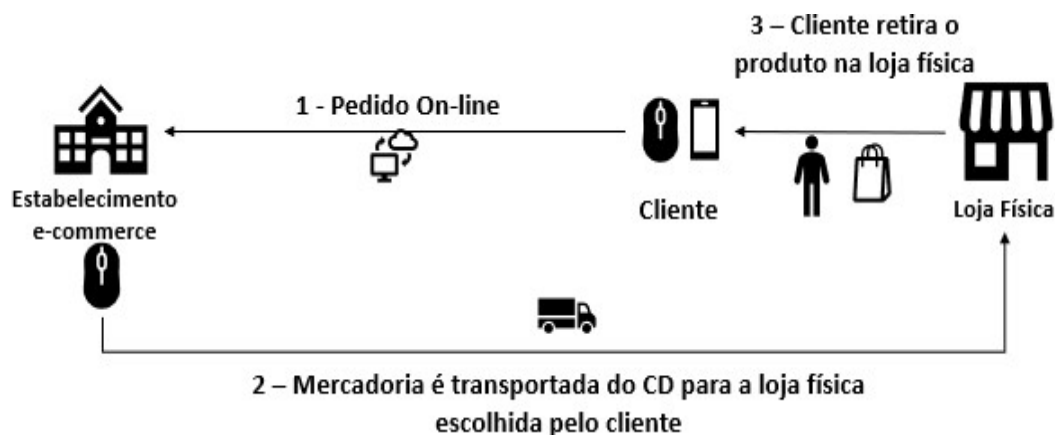 3 – Cliente retira o
produto na loja física
1 - Pedido On-line
Estabelecimento
e-commerce
Cliente
Loja Física
2 – Mercadoria é transportada do CD para a loja física
escolhida pelo cliente